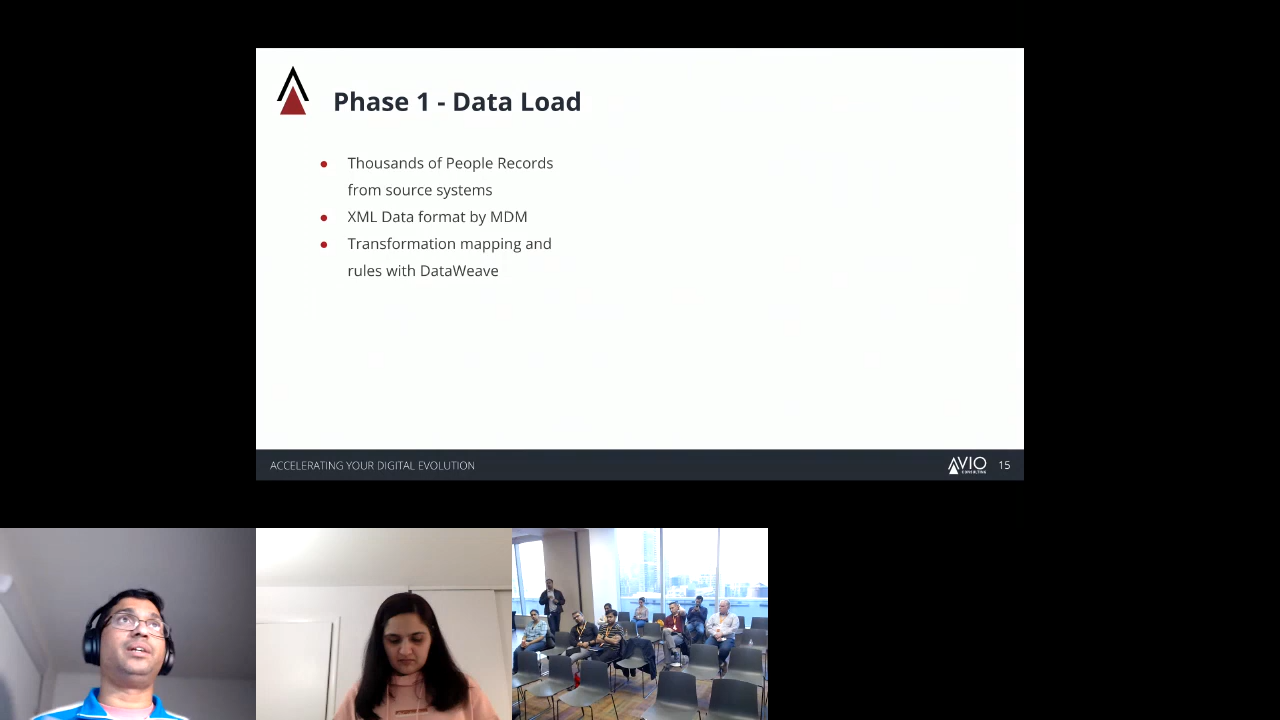 Phase 1 - Data Load
● Thousands of People Records
from source systems
● XML Data format by MDM
● Transformation mapping and
rules with DataWeave
ACCELERATING YOUR DIGITAL EVOLUTION
AVIO
CONSULTING
15